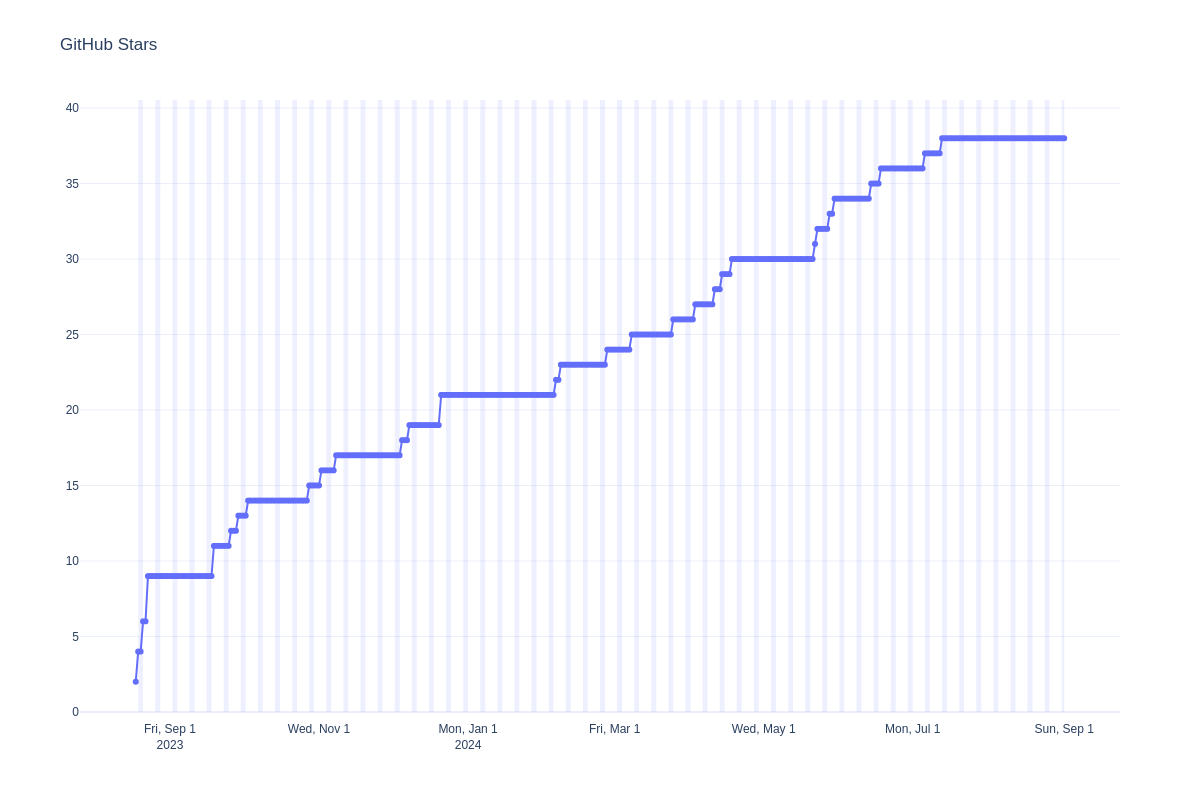 GitHub Stars
40
35
30
25
20
15
10
5
0
Fri, Sep 1
2023
Wed, Nov 1
Mon, Jan 1
2024
Fri, Mar 1
Wed, May 1
Mon, Jul 1
Sun, Sep 1